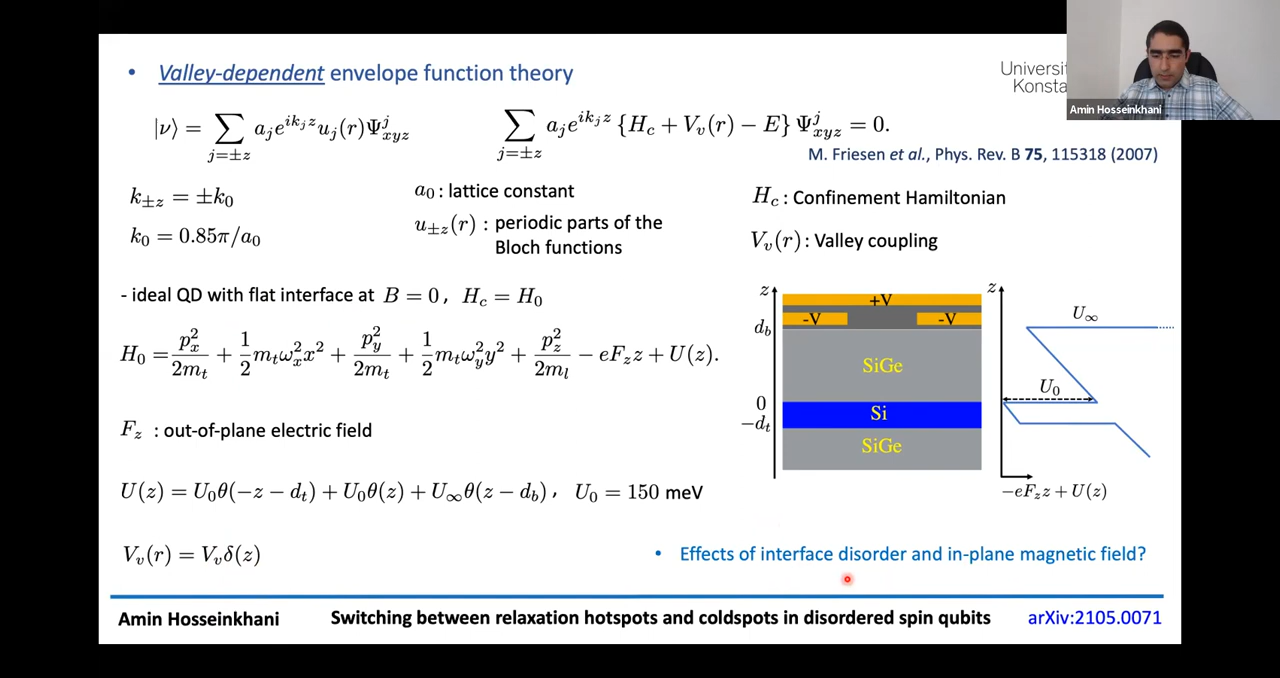 • Valley-dependent envelope function theory
Universi
Konsta
Amin Hosseinkhani
|ν⟩ = ∑_{j=±z} a_j e^{ik_j z} u_j(r) Ψ^j_{xyz}
∑_{j=±z} a_j e^{ik_j z} {H_c + V_v(r) − E} Ψ^j_{xyz} = 0.
M. Friesen et al., Phys. Rev. B 75, 115318 (2007)
k_{±z} = ±k_0
k_0 = 0.85π/a_0
a_0 : lattice constant
u_{±z}(r) : periodic parts of the
Bloch functions
H_c : Confinement Hamiltonian
V_v(r) : Valley coupling
- ideal QD with flat interface at B = 0, H_c = H_0
H_0 = p_x^2/2m_t + 1/2 m_t ω_x^2 x^2 + p_y^2/2m_t + 1/2 m_t ω_y^2 y^2 + p_z^2/2m_l − eF_z z + U(z).
F_z : out-of-plane electric field
U(z) = U_0θ(−z − d_t) + U_0θ(z) + U_∞θ(z − d_b), U_0 = 150 meV
V_v(r) = V_v δ(z)
z
+V
-V
-V
d_b
SiGe
0
Si
−d_t
SiGe
z
U_∞
U_0
−eF_z z + U(z)
• Effects of interface disorder and in-plane magnetic field?
Amin Hosseinkhani
Switching between relaxation hotspots and coldspots in disordered spin qubits
arXiv:2105.0071